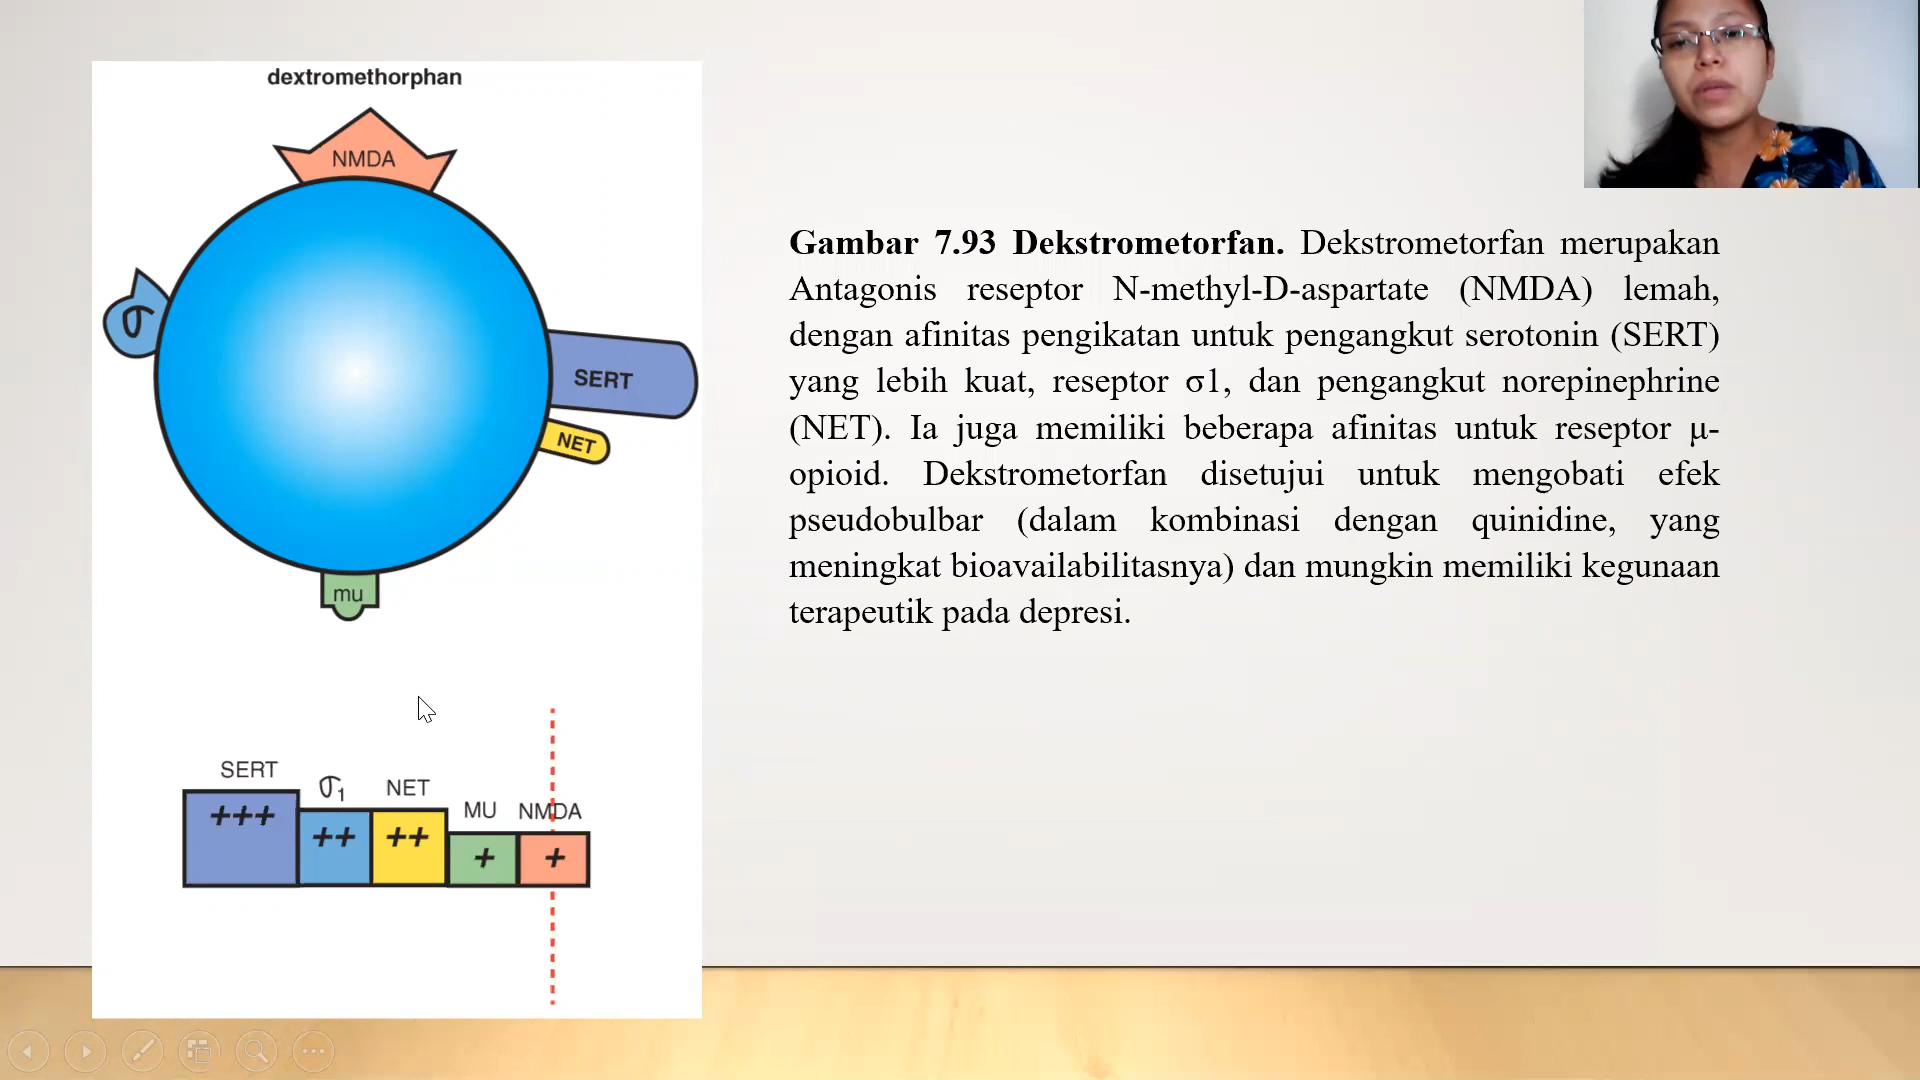 dextromethorphan
NMDA
σ
SERT
NET
mu
SERT
σ1
NET
MU
NMDA
+++
++
++
+
+
Gambar 7.93 Dekstrometorfan. Dekstrometorfan merupakan
Antagonis reseptor N-methyl-D-aspartate (NMDA) lemah,
dengan afinitas pengikatan untuk pengangkut serotonin (SERT)
yang lebih kuat, reseptor σ1, dan pengangkut norepinephrine
(NET). Ia juga memiliki beberapa afinitas untuk reseptor μ-
opioid. Dekstrometorfan disetujui untuk mengobati efek
pseudobulbar (dalam kombinasi dengan quinidine, yang
meningkat bioavailabilitasnya) dan mungkin memiliki kegunaan
terapeutik pada depresi.